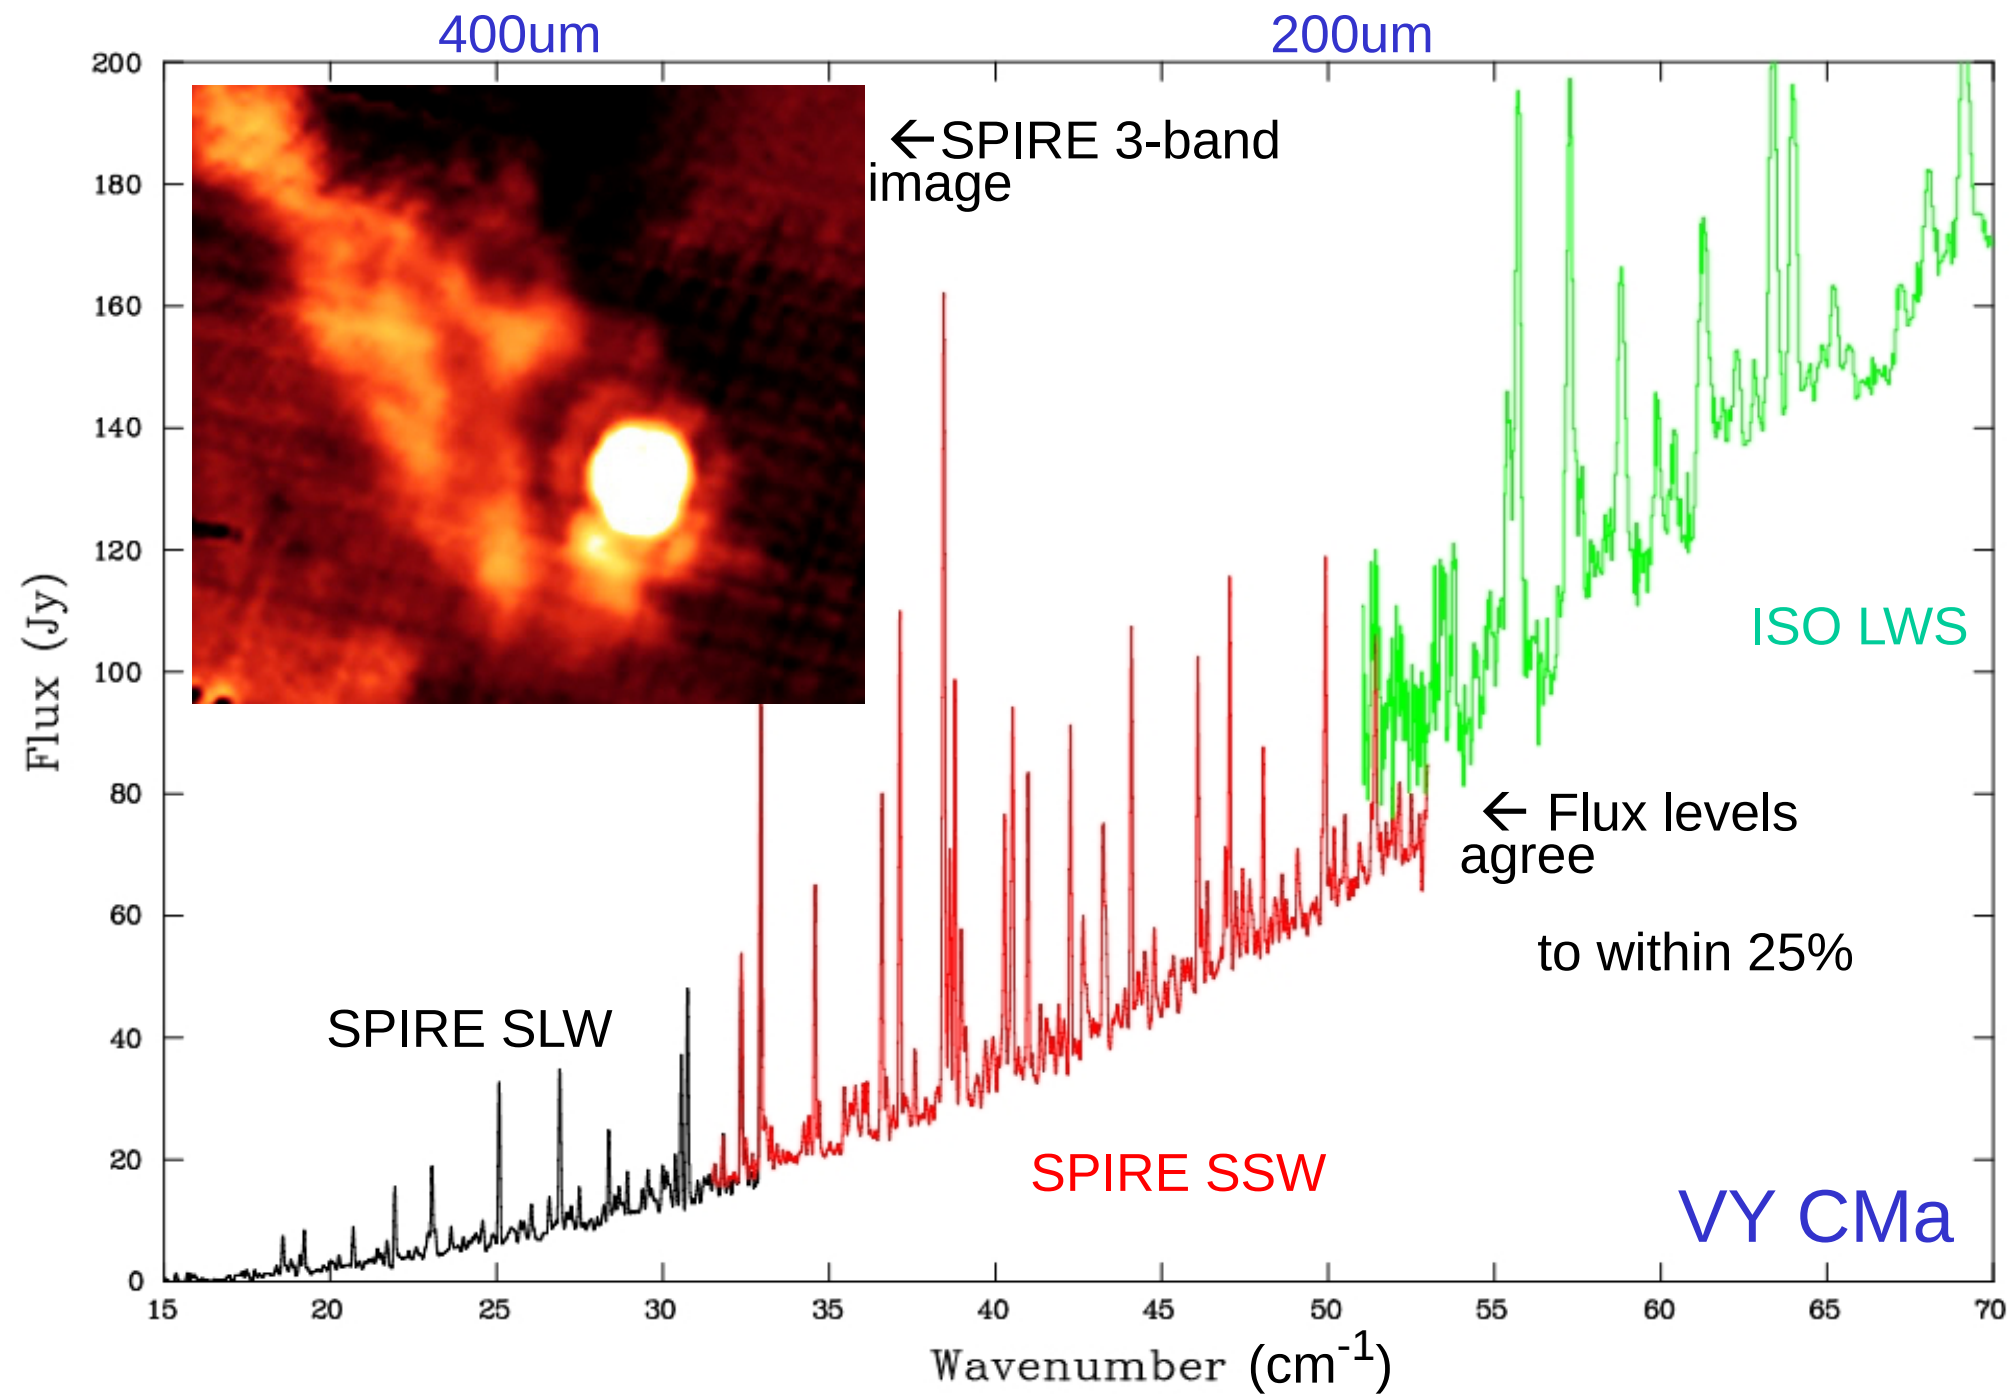 400um 200um
200
180
160
140
120
100
80
60
40
20
0
Flux (Jy)
←SPIRE 3-band
image
ISO LWS
← Flux levels
agree
to within 25%
SPIRE SLW
SPIRE SSW
VY CMa
15 20 25 30 35 40 45 50 55 60 65 70
Wavenumber (cm-1)